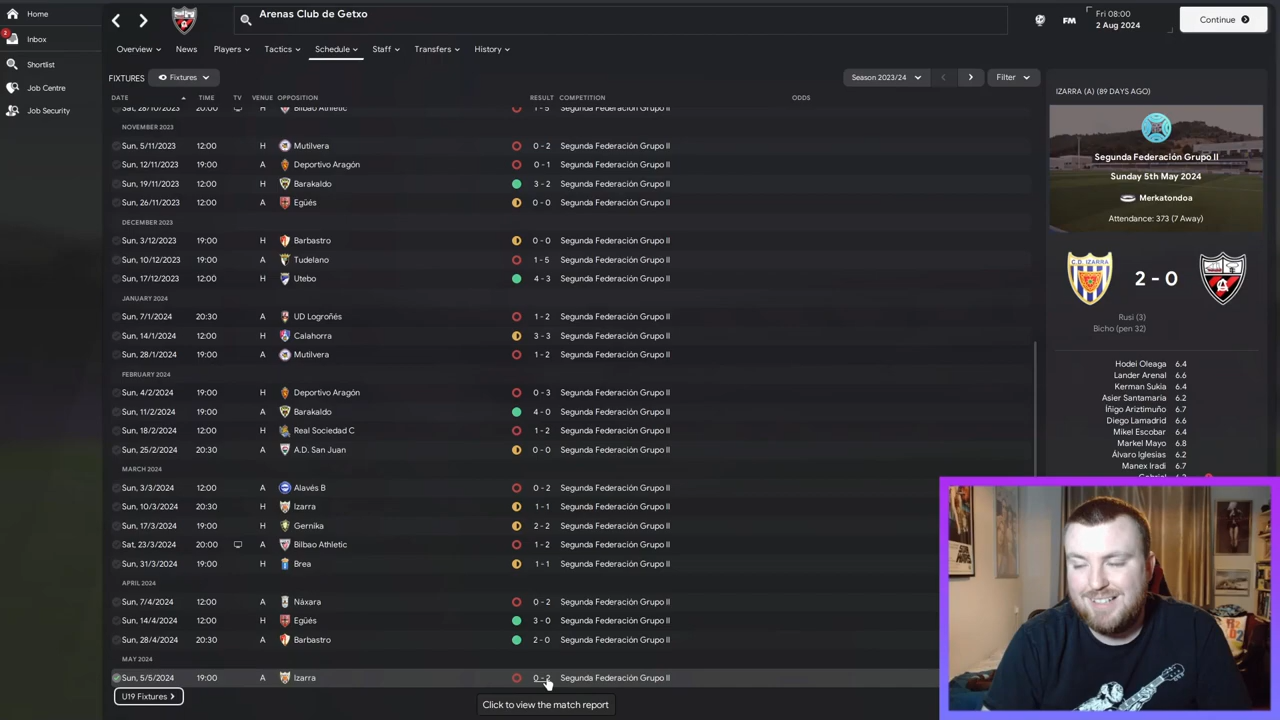 Home
Arenas Club de Getxo
Fri 08:00
2 Aug 2024
FM
Continue
2
Inbox
Overview
News
Players
Tactics
Schedule
Staff
Transfers
History
Shortlist
Job Centre
Job Security
FIXTURES
Fixtures
Season 2023/24
Filter
DATE TIME TV VENUE OPPOSITION RESULT COMPETITION ODDS
Sat, 28/10/2023 20:00 H Bilbao Athletic Segunda Federación Grupo II
NOVEMBER 2023
Sun, 5/11/2023 12:00 H Mutilvera 0 - 2 Segunda Federación Grupo II
Sun, 12/11/2023 19:00 A Deportivo Aragón 0 - 1 Segunda Federación Grupo II
Sun, 19/11/2023 12:00 H Barakaldo 3 - 2 Segunda Federación Grupo II
Sun, 26/11/2023 12:00 A Egüés 0 - 0 Segunda Federación Grupo II
DECEMBER 2023
Sun, 3/12/2023 19:00 H Barbastro 0 - 0 Segunda Federación Grupo II
Sun, 10/12/2023 19:00 A Tudelano 1 - 5 Segunda Federación Grupo II
Sun, 17/12/2023 12:00 H Utebo 4 - 3 Segunda Federación Grupo II
JANUARY 2024
Sun, 7/1/2024 20:30 A UD Logroñés 1 - 2 Segunda Federación Grupo II
Sun, 14/1/2024 12:00 H Calahorra 3 - 3 Segunda Federación Grupo II
Sun, 28/1/2024 19:00 A Mutilvera 1 - 2 Segunda Federación Grupo II
FEBRUARY 2024
Sun, 4/2/2024 19:00 H Deportivo Aragón 0 - 3 Segunda Federación Grupo II
Sun, 11/2/2024 19:00 A Barakaldo 4 - 0 Segunda Federación Grupo II
Sun, 18/2/2024 12:00 H Real Sociedad C 1 - 2 Segunda Federación Grupo II
Sun, 25/2/2024 20:30 A A.D. San Juan 0 - 0 Segunda Federación Grupo II
MARCH 2024
Sun, 3/3/2024 12:00 A Alavés B 0 - 2 Segunda Federación Grupo II
Sun, 10/3/2024 20:30 H Izarra 1 - 1 Segunda Federación Grupo II
Sun, 17/3/2024 19:00 H Gernika 2 - 2 Segunda Federación Grupo II
Sat, 23/3/2024 20:00 A Bilbao Athletic 1 - 2 Segunda Federación Grupo II
Sun, 31/3/2024 19:00 H Brea 1 - 1 Segunda Federación Grupo II
APRIL 2024
Sun, 7/4/2024 12:00 A Náxara 0 - 2 Segunda Federación Grupo II
Sun, 14/4/2024 12:00 H Egüés 3 - 0 Segunda Federación Grupo II
Sun, 28/4/2024 20:30 A Barbastro 2 - 0 Segunda Federación Grupo II
MAY 2024
Sun, 5/5/2024 19:00 A Izarra 0 - 2 Segunda Federación Grupo II
U19 Fixtures
Click to view the match report
IZARRA (A) (89 DAYS AGO)
Segunda Federación Grupo II
Sunday 5th May 2024
Merkatondoa
Attendance: 373 (7 Away)
C.D. IZARRA
2 - 0
Rusi (3)
Bicho (pen 32)
Hodei Oleaga 6.4
Lander Arenal 6.6
Kerman Sukia 6.4
Asier Santamaría 6.2
Iñigo Ariztimuño 6.7
Diego Lamadrid 6.6
Mikel Escobar 6.4
Markel Mayo 6.8
Álvaro Iglesias 6.2
Manex Iradi 6.7